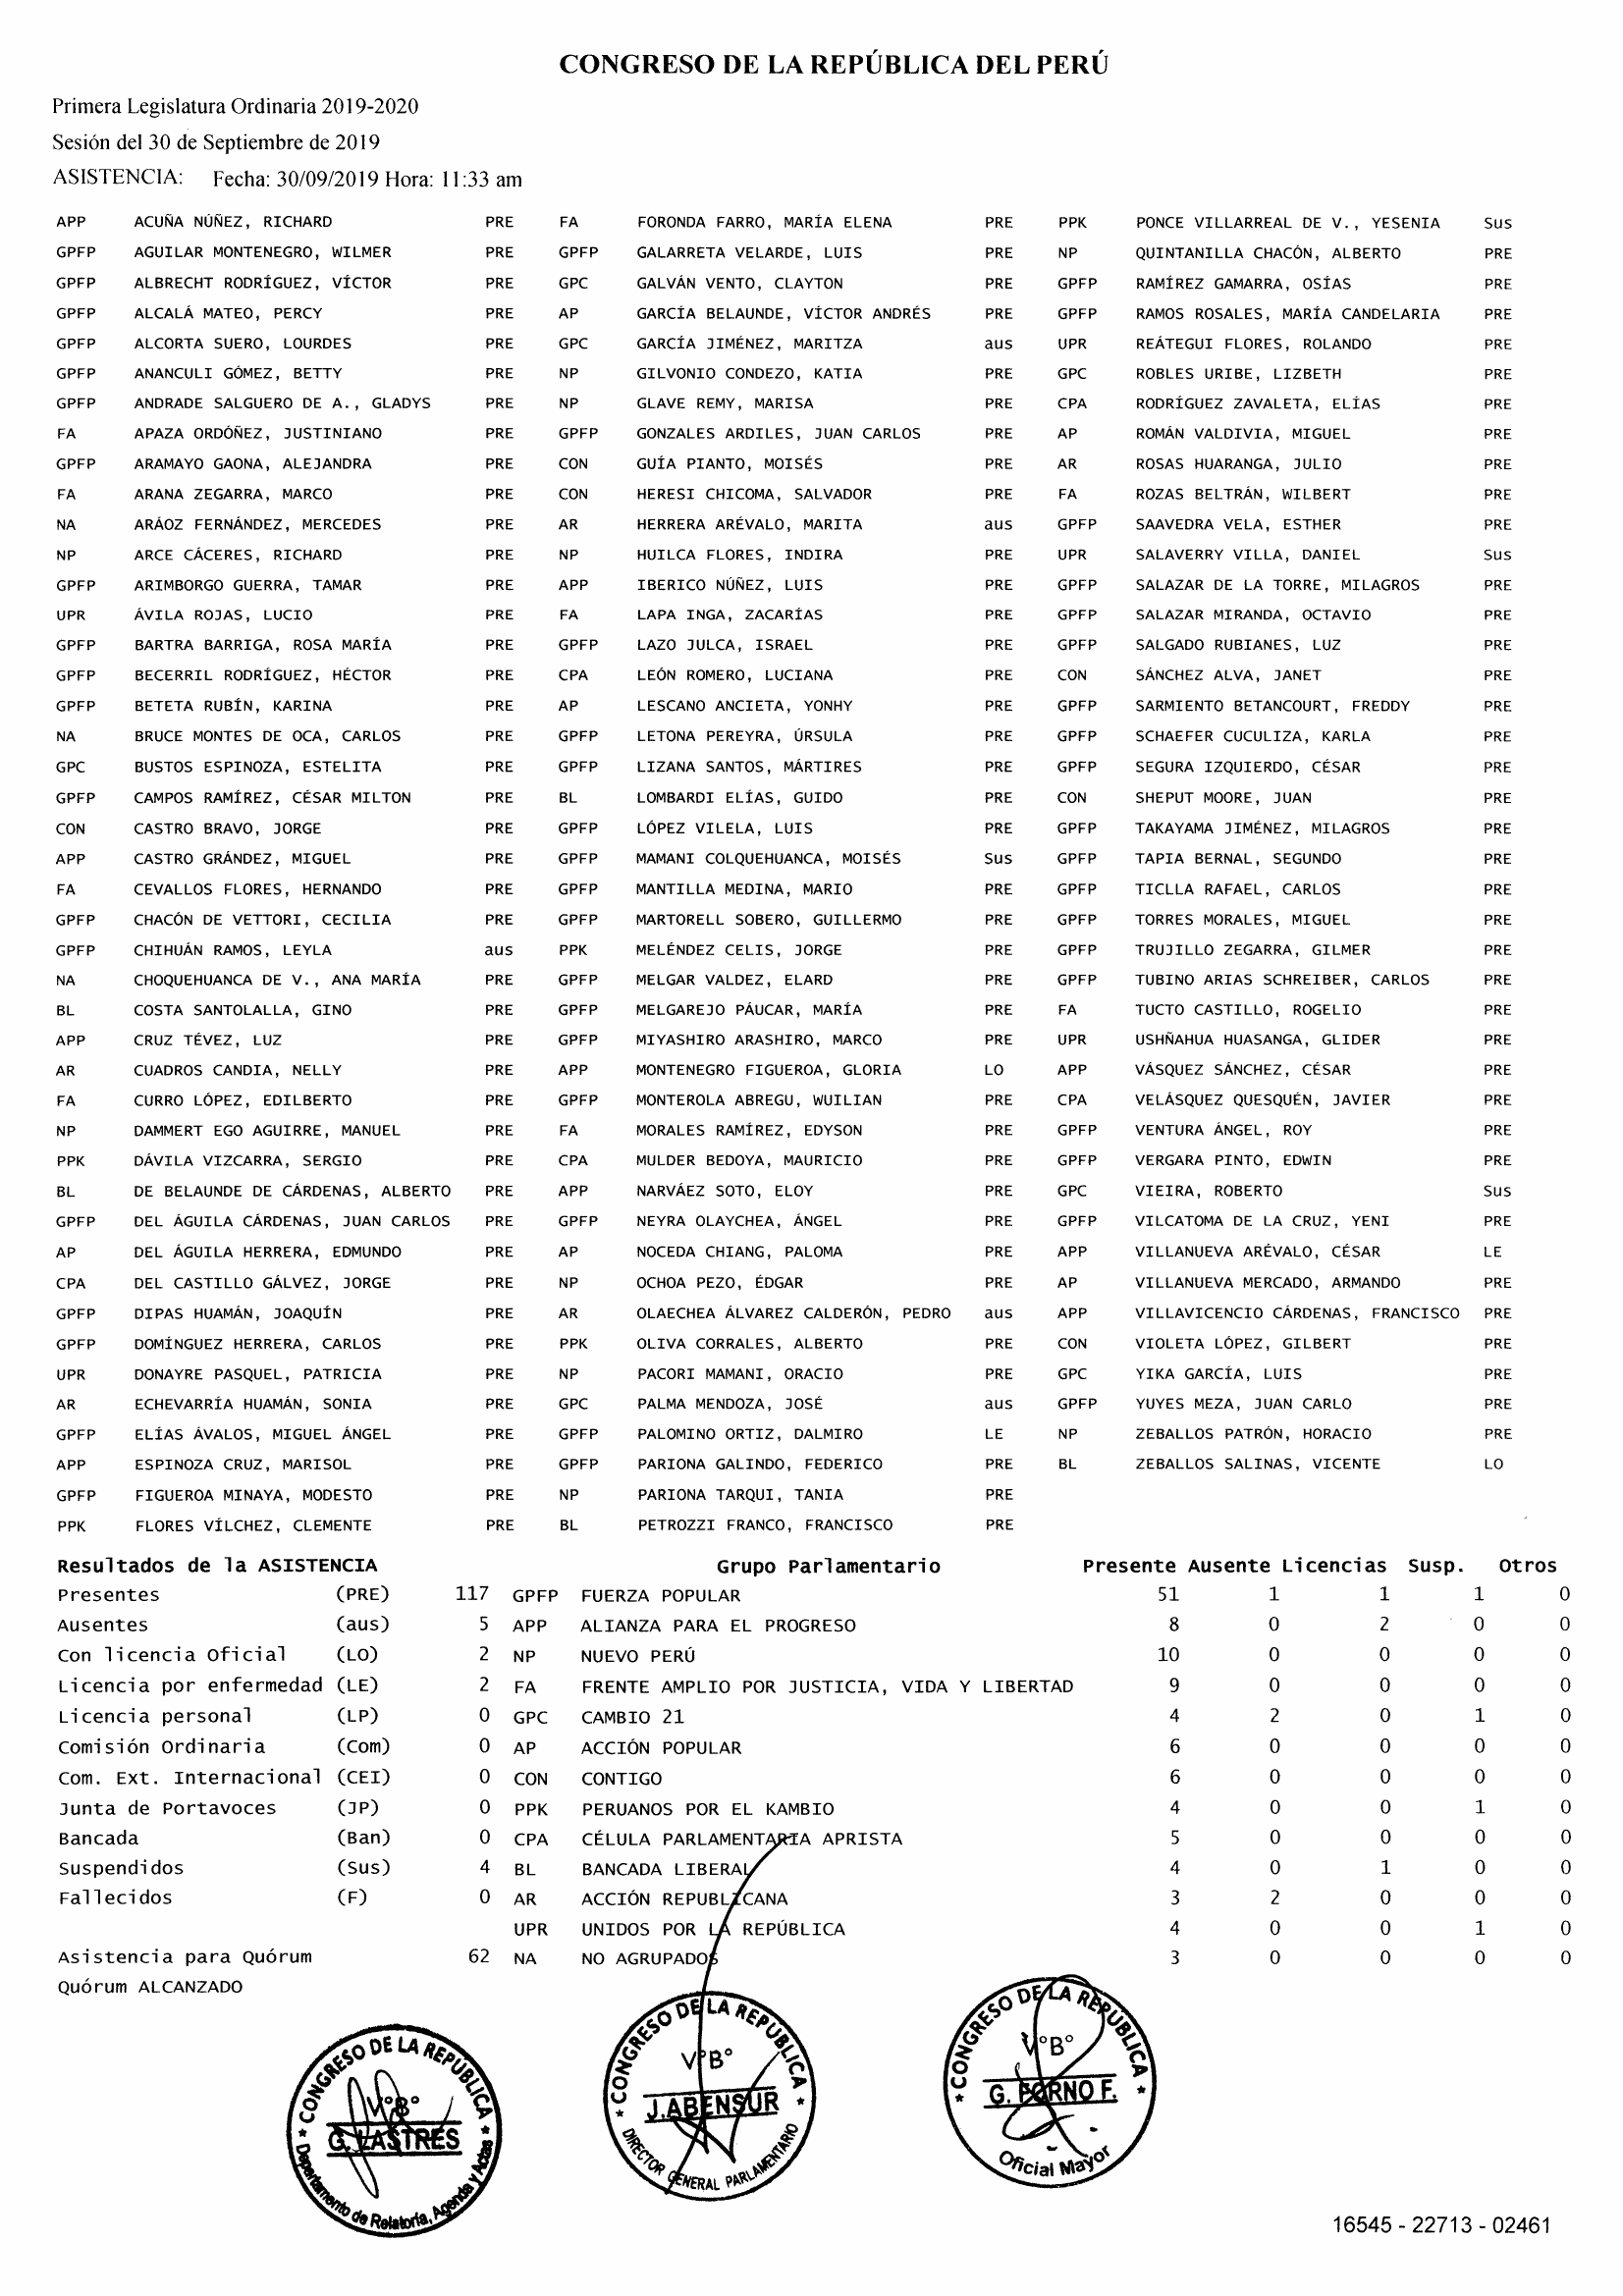 CONGRESO DE LA REPÚBLICA DEL PERÚ
Primera Legislatura Ordinaria 2019-2020
Sesión del 30 de Septiembre de 2019
ASISTENCIA: Fecha: 30/09/2019 Hora: 11:33 am
APP ACUÑA NÚÑEZ, RICHARD PRE FA FORONDA FARRO, MARÍA ELENA PRE PPK PONCE VILLARREAL DE V., YESENIA Sus
GPFP AGUILAR MONTENEGRO, WILMER PRE GPFP GALARRETA VELARDE, LUIS PRE NP QUINTANILLA CHACÓN, ALBERTO PRE
GPFP ALBRECHT RODRÍGUEZ, VÍCTOR PRE GPC GALVÁN VENTO, CLAYTON PRE GPFP RAMÍREZ GAMARRA, OSÍAS PRE
GPFP ALCALÁ MATEO, PERCY PRE AP GARCÍA BELAUNDE, VÍCTOR ANDRÉS PRE GPFP RAMOS ROSALES, MARÍA CANDELARIA PRE
GPFP ALCORTA SUERO, LOURDES PRE GPC GARCÍA JIMÉNEZ, MARITZA aus UPR REÁTEGUI FLORES, ROLANDO PRE
GPFP ANANCULI GÓMEZ, BETTY PRE NP GILVONIO CONDEZO, KATIA PRE GPC ROBLES URIBE, LIZBETH PRE
GPFP ANDRADE SALGUERO DE A., GLADYS PRE NP GLAVE REMY, MARISA PRE CPA RODRÍGUEZ ZAVALETA, ELÍAS PRE
FA APAZA ORDÓÑEZ, JUSTINIANO PRE GPFP GONZALES ARDILES, JUAN CARLOS PRE AP ROMÁN VALDIVIA, MIGUEL PRE
GPFP ARAMAYO GAONA, ALEJANDRA PRE CON GUÍA PIANTO, MOISÉS PRE AR ROSAS HUARANGA, JULIO PRE
FA ARANA ZEGARRA, MARCO PRE CON HERESI CHICOMA, SALVADOR PRE FA ROZAS BELTRÁN, WILBERT PRE
NA ARÁOZ FERNÁNDEZ, MERCEDES PRE AR HERRERA ARÉVALO, MARITA aus GPFP SAAVEDRA VELA, ESTHER PRE
NP ARCE CÁCERES, RICHARD PRE NP HUILCA FLORES, INDIRA PRE UPR SALAVERRY VILLA, DANIEL Sus
GPFP ARIMBORGO GUERRA, TAMAR PRE APP IBERICO NÚÑEZ, LUIS PRE GPFP SALAZAR DE LA TORRE, MILAGROS PRE
UPR ÁVILA ROJAS, LUCIO PRE FA LAPA INGA, ZACARÍAS PRE GPFP SALAZAR MIRANDA, OCTAVIO PRE
GPFP BARTRA BARRIGA, ROSA MARÍA PRE GPFP LAZO JULCA, ISRAEL PRE GPFP SALGADO RUBIANES, LUZ PRE
GPFP BECERRIL RODRÍGUEZ, HÉCTOR PRE CPA LEÓN ROMERO, LUCIANA PRE CON SÁNCHEZ ALVA, JANET PRE
GPFP BETETA RUBÍN, KARINA PRE AP LESCANO ANCIETA, YONHY PRE GPFP SARMIENTO BETANCOURT, FREDDY PRE
NA BRUCE MONTES DE OCA, CARLOS PRE GPFP LETONA PEREYRA, ÚRSULA PRE GPFP SCHAEFER CUCULIZA, KARLA PRE
GPC BUSTOS ESPINOZA, ESTELITA PRE GPFP LIZANA SANTOS, MÁRTIRES PRE GPFP SEGURA IZQUIERDO, CÉSAR PRE
GPFP CAMPOS RAMÍREZ, CÉSAR MILTON PRE BL LOMBARDI ELÍAS, GUIDO PRE CON SHEPUT MOORE, JUAN PRE
CON CASTRO BRAVO, JORGE PRE GPFP LÓPEZ VILELA, LUIS PRE GPFP TAKAYAMA JIMÉNEZ, MILAGROS PRE
APP CASTRO GRÁNDEZ, MIGUEL PRE GPFP MAMANI COLQUEHUANCA, MOISÉS Sus GPFP TAPIA BERNAL, SEGUNDO PRE
FA CEVALLOS FLORES, HERNANDO PRE GPFP MANTILLA MEDINA, MARIO PRE GPFP TICLLA RAFAEL, CARLOS PRE
GPFP CHACÓN DE VETTORI, CECILIA PRE GPFP MARTORELL SOBERO, GUILLERMO PRE GPFP TORRES MORALES, MIGUEL PRE
GPFP CHIHUÁN RAMOS, LEYLA aus PPK MELÉNDEZ CELIS, JORGE PRE GPFP TRUJILLO ZEGARRA, GILMER PRE
NA CHOQUEHUANCA DE V., ANA MARÍA PRE GPFP MELGAR VALDEZ, ELARD PRE GPFP TUBINO ARIAS SCHREIBER, CARLOS PRE
BL COSTA SANTOLALLA, GINO PRE GPFP MELGAREJO PÁUCAR, MARÍA PRE FA TUCTO CASTILLO, ROGELIO PRE
APP CRUZ TÉVEZ, LUZ PRE GPFP MIYASHIRO ARASHIRO, MARCO PRE UPR USHÑAHUA HUASANGA, GLIDER PRE
AR CUADROS CANDIA, NELLY PRE APP MONTENEGRO FIGUEROA, GLORIA LO APP VÁSQUEZ SÁNCHEZ, CÉSAR PRE
FA CURRO LÓPEZ, EDILBERTO PRE GPFP MONTEROLA ABREGU, WUILIAN PRE CPA VELÁSQUEZ QUESQUÉN, JAVIER PRE
NP DAMMERT EGO AGUIRRE, MANUEL PRE FA MORALES RAMÍREZ, EDYSON PRE GPFP VENTURA ÁNGEL, ROY PRE
PPK DÁVILA VIZCARRA, SERGIO PRE CPA MULDER BEDOYA, MAURICIO PRE GPFP VERGARA PINTO, EDWIN PRE
BL DE BELAUNDE DE CÁRDENAS, ALBERTO PRE APP NARVÁEZ SOTO, ELOY PRE GPC VIEIRA, ROBERTO Sus
GPFP DEL ÁGUILA CÁRDENAS, JUAN CARLOS PRE GPFP NEYRA OLAYCHEA, ÁNGEL PRE GPFP VILCATOMA DE LA CRUZ, YENI PRE
AP DEL ÁGUILA HERRERA, EDMUNDO PRE AP NOCEDA CHIANG, PALOMA PRE APP VILLANUEVA ARÉVALO, CÉSAR LE
CPA DEL CASTILLO GÁLVEZ, JORGE PRE NP OCHOA PEZO, ÉDGAR PRE AP VILLANUEVA MERCADO, ARMANDO PRE
GPFP DIPAS HUAMÁN, JOAQUÍN PRE AR OLAECHEA ÁLVAREZ CALDERÓN, PEDRO aus APP VILLAVICENCIO CÁRDENAS, FRANCISCO PRE
GPFP DOMÍNGUEZ HERRERA, CARLOS PRE PPK OLIVA CORRALES, ALBERTO PRE CON VIOLETA LÓPEZ, GILBERT PRE
UPR DONAYRE PASQUEL, PATRICIA PRE NP PACORI MAMANI, ORACIO PRE GPC YIKA GARCÍA, LUIS PRE
AR ECHEVARRÍA HUAMÁN, SONIA PRE GPC PALMA MENDOZA, JOSÉ aus GPFP YUYES MEZA, JUAN CARLO PRE
GPFP ELÍAS ÁVALOS, MIGUEL ÁNGEL PRE GPFP PALOMINO ORTIZ, DALMIRO LE NP ZEBALLOS PATRÓN, HORACIO PRE
APP ESPINOZA CRUZ, MARISOL PRE GPFP PARIONA GALINDO, FEDERICO PRE BL ZEBALLOS SALINAS, VICENTE LO
GPFP FIGUEROA MINAYA, MODESTO PRE NP PARIONA TARQUI, TANIA PRE
PPK FLORES VÍLCHEZ, CLEMENTE PRE BL PETROZZI FRANCO, FRANCISCO PRE
Resultados de la ASISTENCIA Grupo Parlamentario Presente Ausente Licencias Susp. Otros
Presentes (PRE) 117 GPFP FUERZA POPULAR 51 1 1 1 0
Ausentes (aus) 5 APP ALIANZA PARA EL PROGRESO 8 0 2 0 0
Con licencia Oficial (LO) 2 NP NUEVO PERÚ 10 0 0 0 0
Licencia por enfermedad (LE) 2 FA FRENTE AMPLIO POR JUSTICIA, VIDA Y LIBERTAD 9 0 0 0 0
Licencia personal (LP) 0 GPC CAMBIO 21 4 2 0 1 0
Comisión Ordinaria (Com) 0 AP ACCIÓN POPULAR 6 0 0 0 0
Com. Ext. Internacional (CEI) 0 CON CONTIGO 6 0 0 0 0
Junta de Portavoces (JP) 0 PPK PERUANOS POR EL KAMBIO 4 0 0 1 0
Bancada (Ban) 0 CPA CÉLULA PARLAMENTARIA APRISTA 5 0 0 0 0
Suspendidos (Sus) 4 BL BANCADA LIBERAL 4 0 1 0 0
Fallecidos (F) 0 AR ACCIÓN REPUBLICANA 3 2 0 0 0
UPR UNIDOS POR LA REPÚBLICA 4 0 0 1 0
Asistencia para Quórum 62 NA NO AGRUPADOS 3 0 0 0 0
Quórum ALCANZADO
CONGRESO DE LA REPÚBLICA
V°B°
G. LASTRES
Departamento de Relatoría, Agenda y Actas
CONGRESO DE LA REPÚBLICA
V°B°
J.ABENSUR
DIRECTOR GENERAL PARLAMENTARIO
CONGRESO DE LA REPÚBLICA
V°B°
G. FORNO F.
Oficial Mayor
16545 - 22713 - 02461